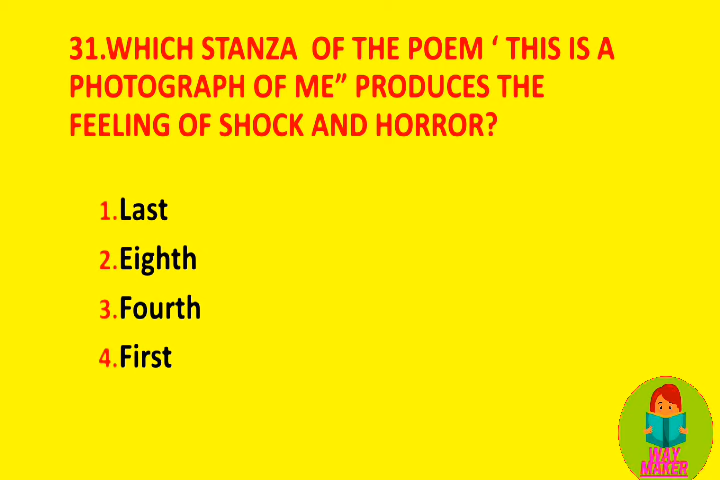 31.WHICH STANZA OF THE POEM ‘ THIS IS A
PHOTOGRAPH OF ME” PRODUCES THE
FEELING OF SHOCK AND HORROR?
1.Last
2.Eighth
3.Fourth
4.First
WAY
MAKER